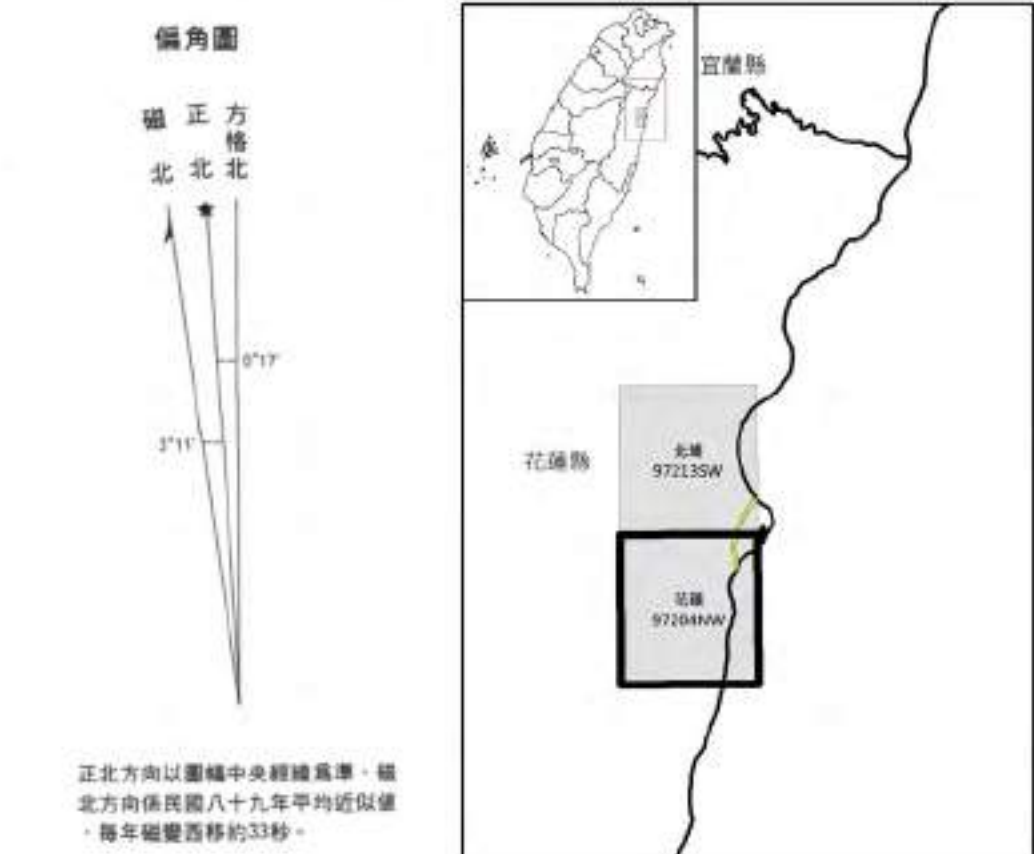 偏角圖
磁北
正北
方格北
0°17'
3°11'
正北方向以圖幅中央經線爲準，磁
北方向係民國八十九年平均近似值
，每年磁變西移約33秒。
宜蘭縣
花蓮縣
北埔
97213SW
花蓮
97204NW